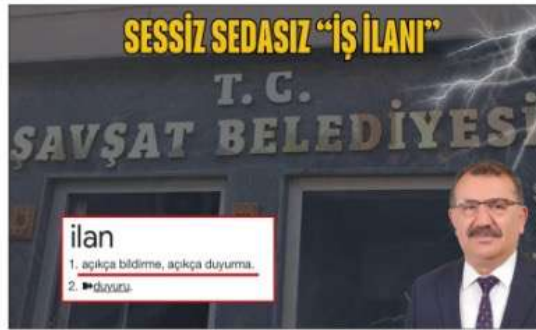 SESSİZ SEDASIZ “İŞ İLANI”
T. C.
ŞAVŞAT BELEDİYESİ
ilan
1. açıkça bildirme, açıkça duyurma.
2. duyuru.